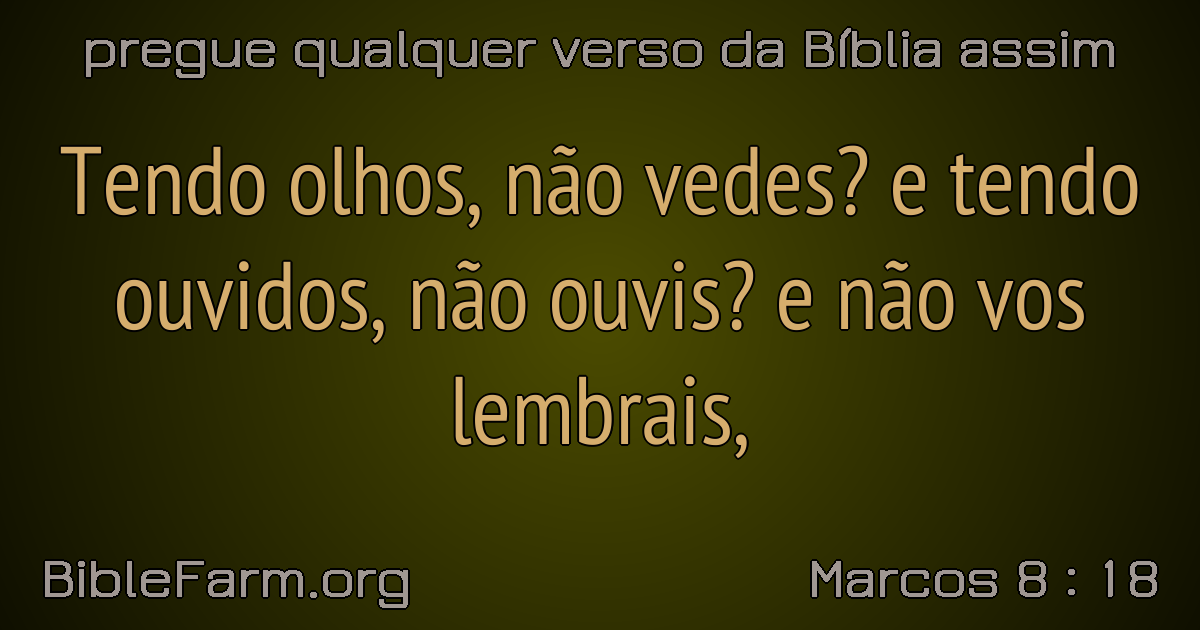 pregue qualquer verso da Bíblia assim
Tendo olhos, não vedes? e tendo
ouvidos, não ouvis? e não vos
lembrais,
BibleFarm.org
Marcos 8 : 18